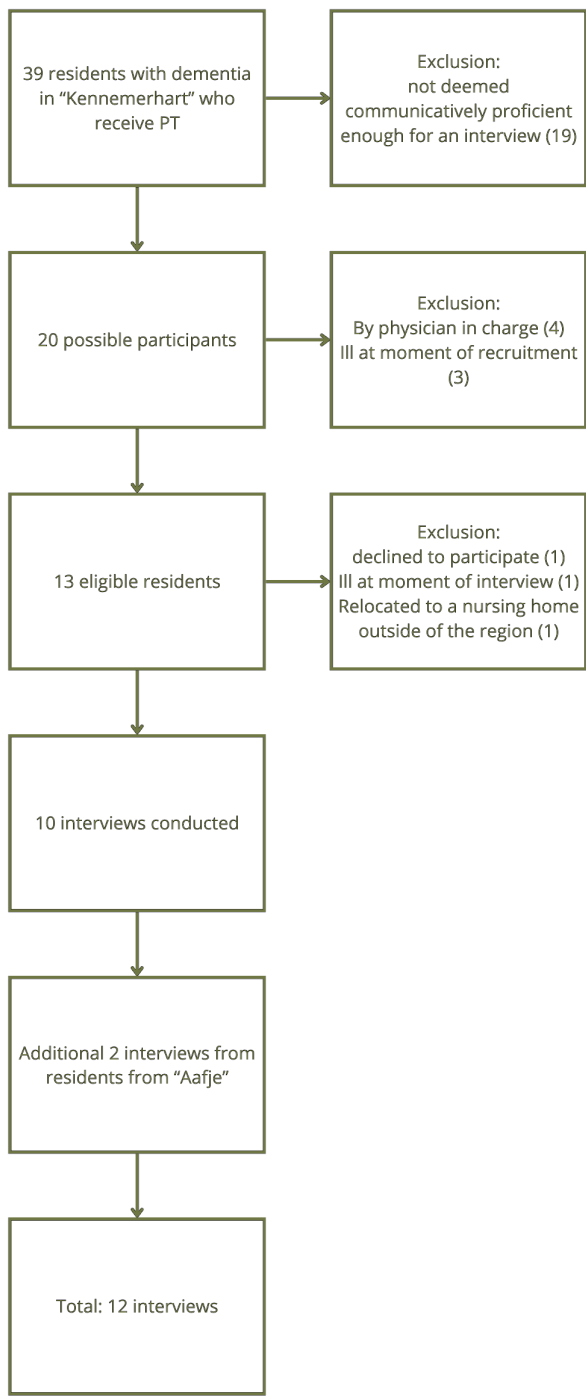 39 residents with dementia
in “Kennemerhart” who
receive PT
Exclusion:
not deemed
communicatively proficient
enough for an interview (19)
20 possible participants
Exclusion:
By physician in charge (4)
Ill at moment of recruitment
(3)
13 eligible residents
Exclusion:
declined to participate (1)
Ill at moment of interview (1)
Relocated to a nursing home
outside of the region (1)
10 interviews conducted
Additional 2 interviews from
residents from “Aafje”
Total: 12 interviews